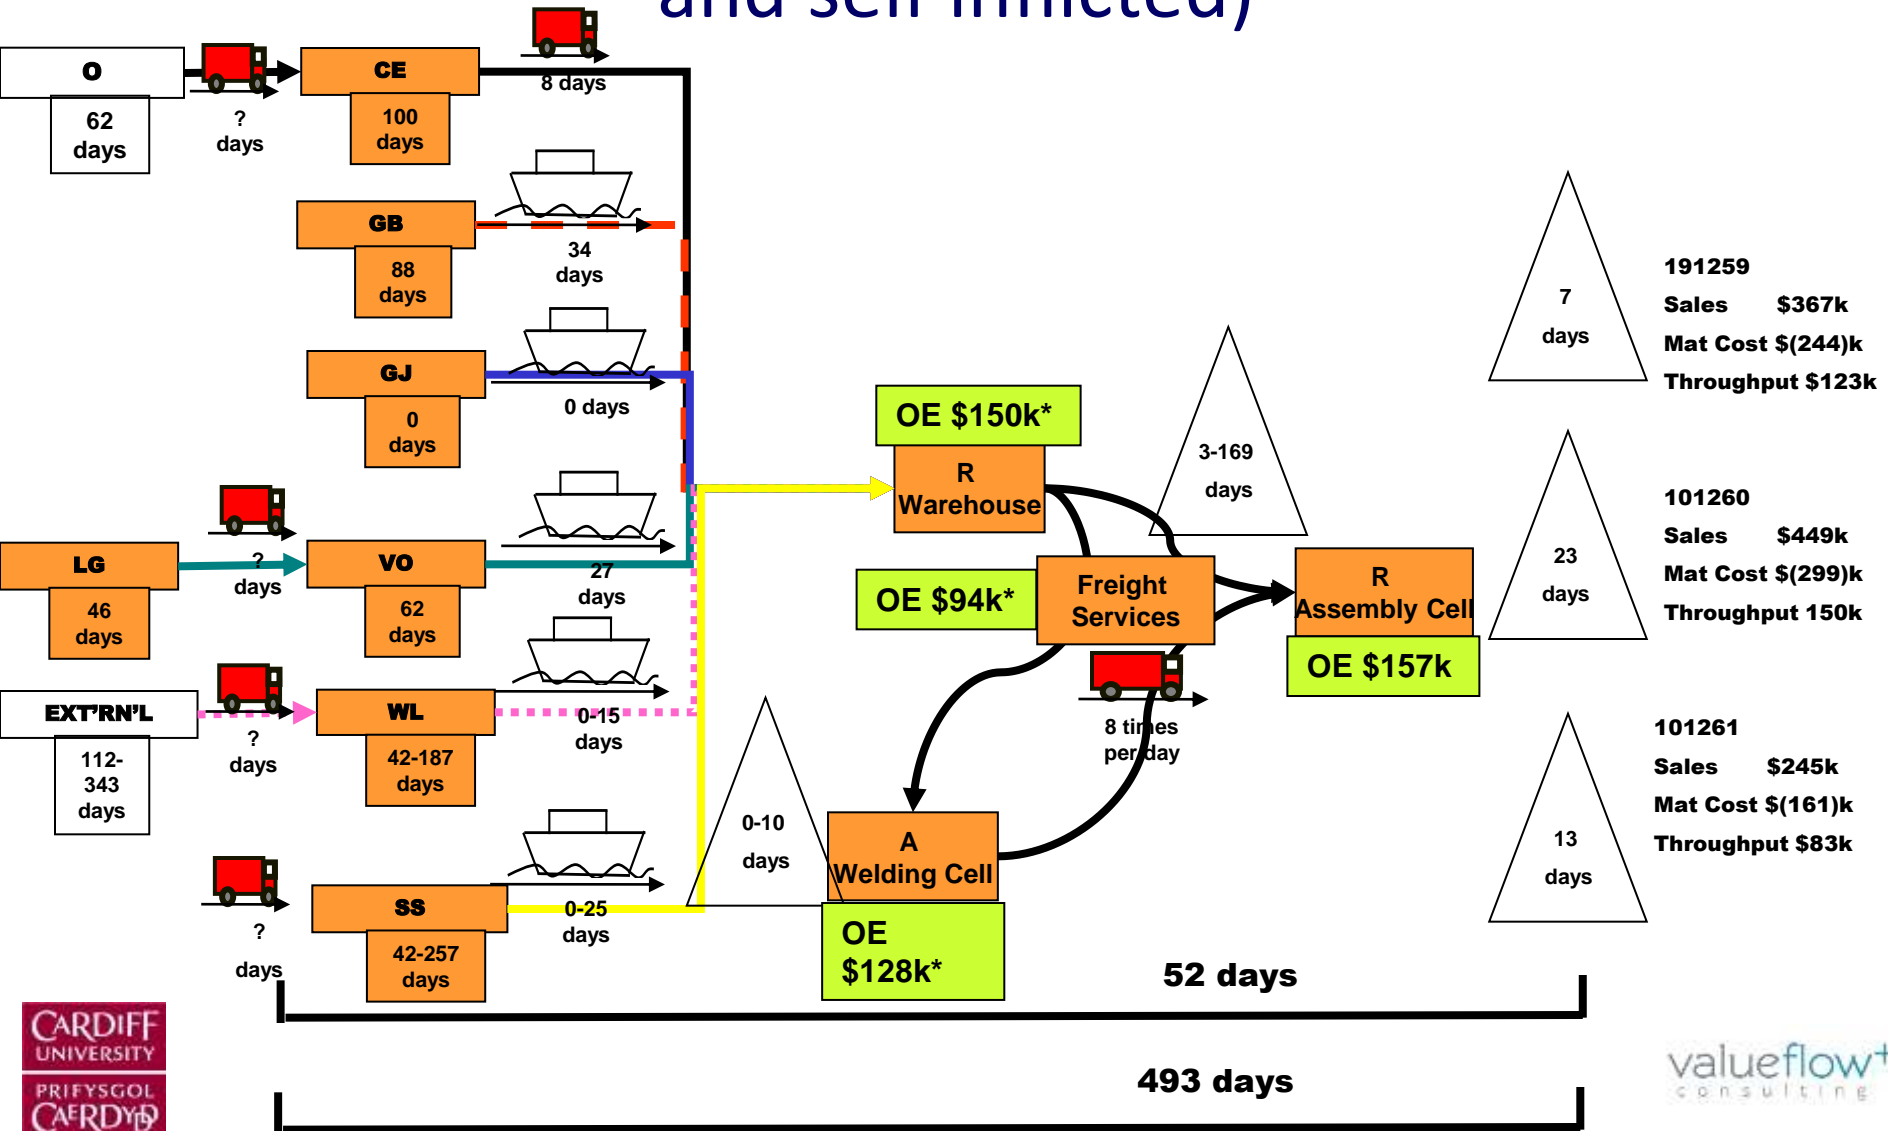 and self inflicted)
O
62
days
?
days
CE
100
days
8 days
GB
88
days
34
days
GJ
0
days
0 days
LG
46
days
?
days
VO
62
days
27
days
EXT'RN'L
112-
343
days
?
days
WL
42-187
days
0-15
days
?
days
SS
42-257
days
0-25
days
0-10
days
OE $150k*
R
Warehouse
3-169
days
OE $94k*
Freight
Services
R
Assembly Cell
OE $157k
8 times
per day
A
Welding Cell
OE
$128k*
7
days
191259
Sales $367k
Mat Cost $(244)k
Throughput $123k
23
days
101260
Sales $449k
Mat Cost $(299)k
Throughput 150k
13
days
101261
Sales $245k
Mat Cost $(161)k
Throughput $83k
52 days
493 days
CARDIFF
UNIVERSITY
PRIFYSGOL
CAERDYDD
valueflow+
consulting